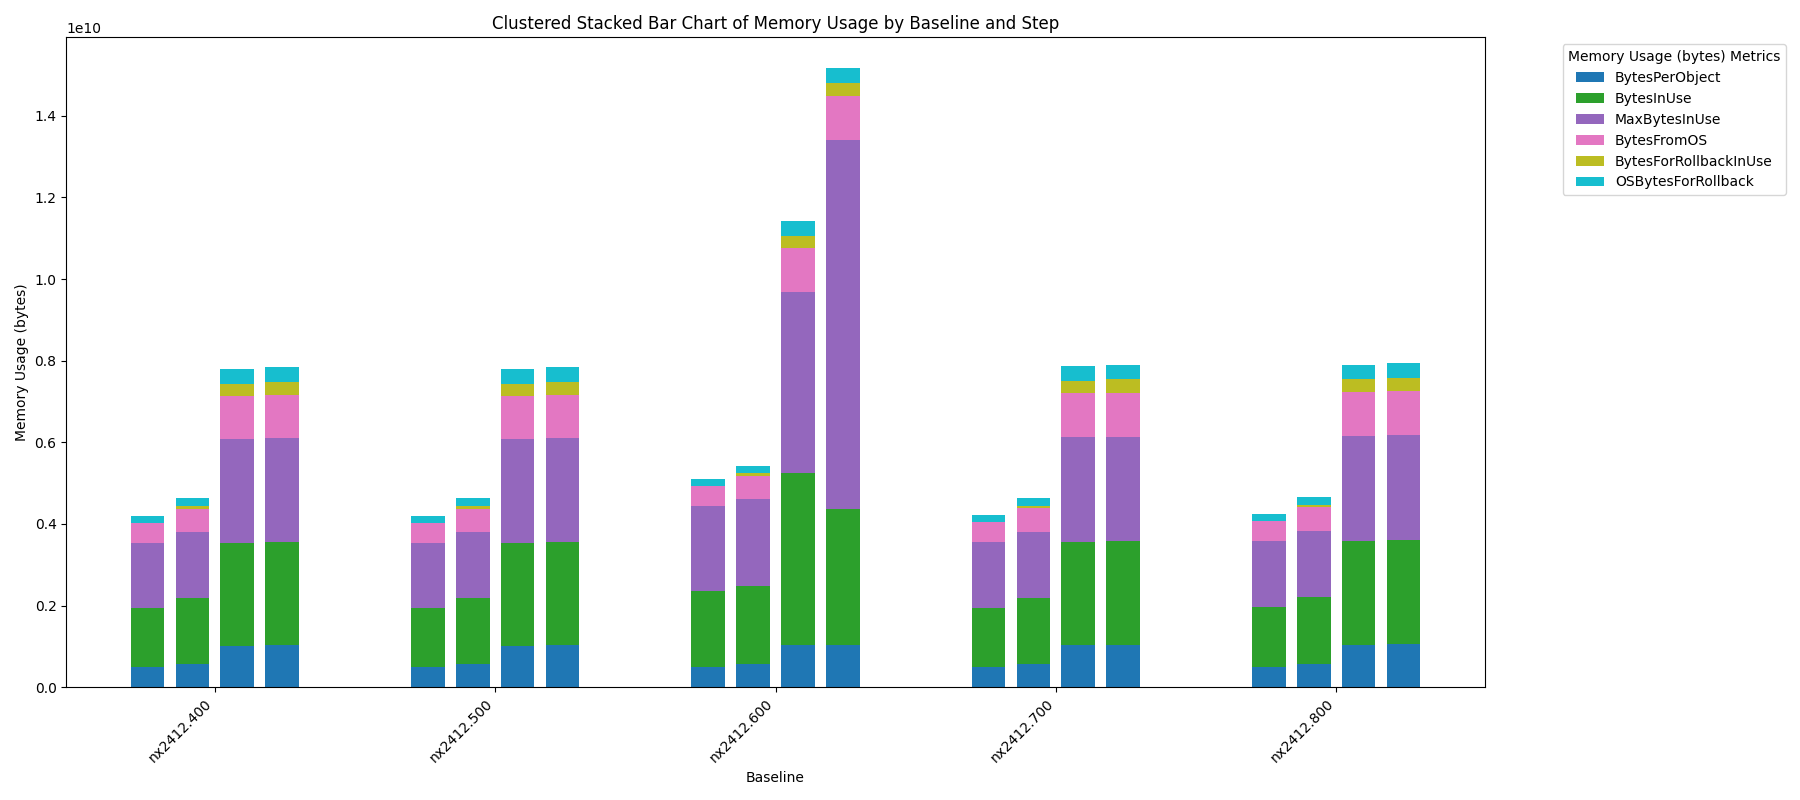 Clustered Stacked Bar Chart of Memory Usage by Baseline and Step
1e10
Memory Usage (bytes)
1.4
1.2
1.0
0.8
0.6
0.4
0.2
0.0
nx2412.400
nx2412.500
nx2412.600
nx2412.700
nx2412.800
Baseline
Memory Usage (bytes) Metrics
BytesPerObject
BytesInUse
MaxBytesInUse
BytesFromOS
BytesForRollbackInUse
OSBytesForRollback